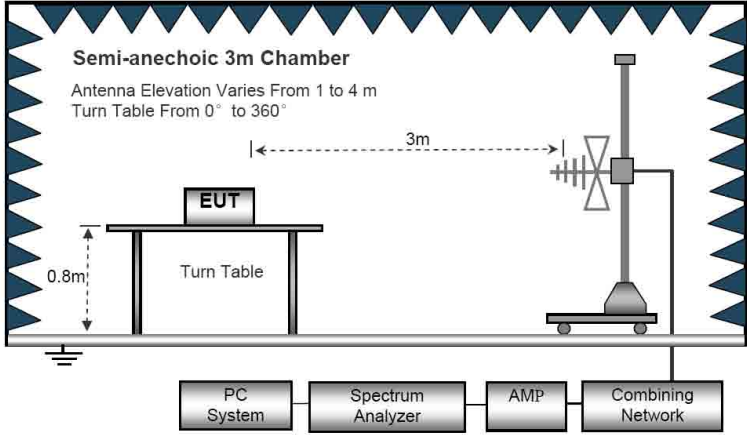 Semi-anechoic 3m Chamber
Antenna Elevation Varies From 1 to 4 m
Turn Table From 0° to 360°
3m
EUT
0.8m
Turn Table
PC
System
Spectrum
Analyzer
AMP
Combining
Network